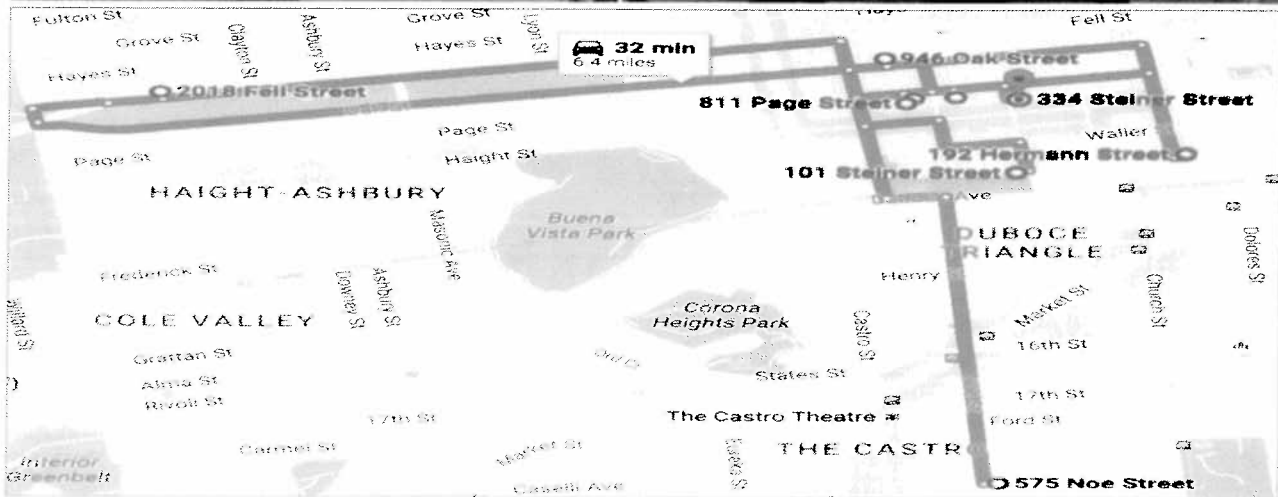 Fulton St
Grove St
Grove St
Hayes St
Hayes St
Clayton St
Ashbury St
Lyon St
Fell St
32 min
6.4 miles
2018 Fell Street
946 Oak Street
811 Page Street
334 Steiner Street
Waller
192 Hermann Street
101 Steiner Street
Page St
Page St
Haight St
HAIGHT-ASHBURY
Buena
Vista Park
Ave
DUBOCE
TRIANGLE
Masonic Ave
Frederick St
Downey St
Ashbury St
Henry
Dolores St
Church St
Market St
COLE VALLEY
Corona
Heights Park
Castro St
16th St
Grattan St
Alma St
Rivoli St
States St
17th St
17th St
The Castro Theatre
Ford St
Carmel St
Market St
Eureka St
THE CASTRO
Interior
Greenbelt
Caselli Ave
575 Noe Street